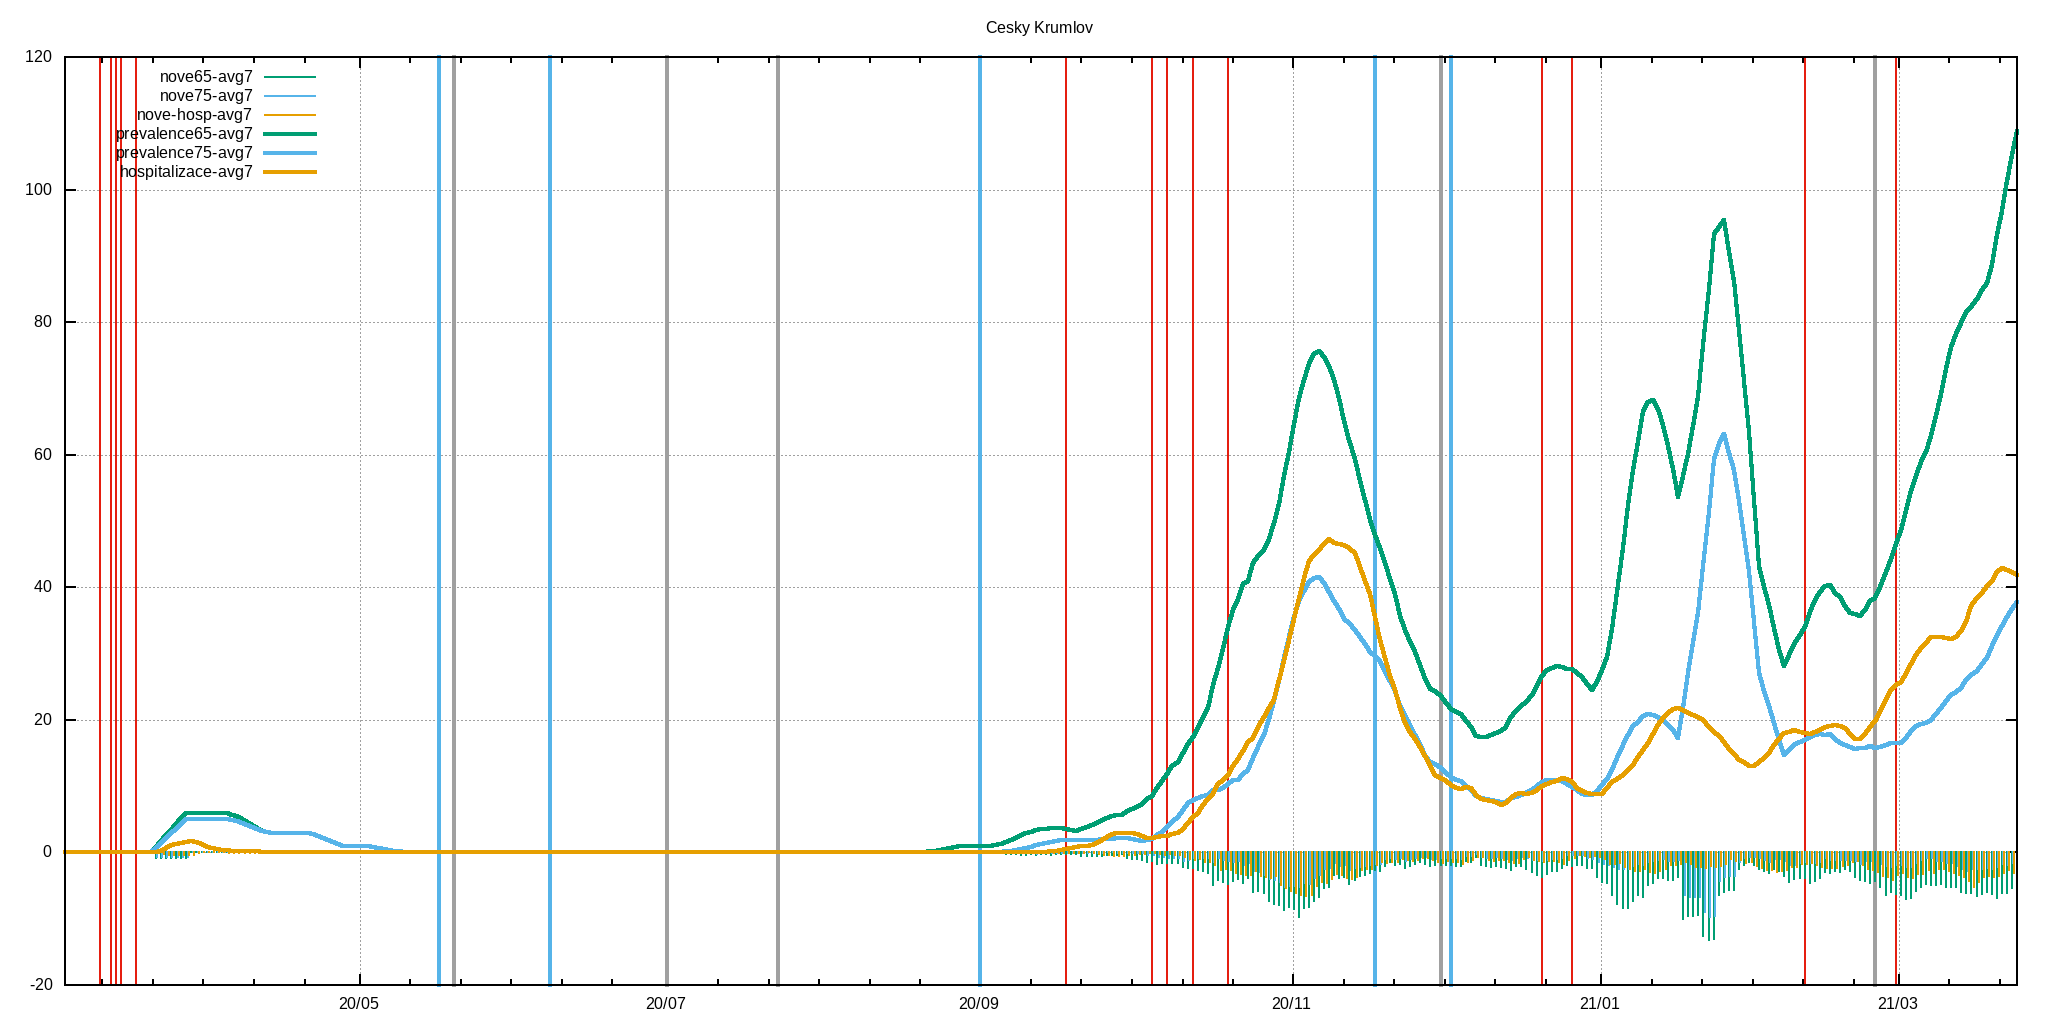 Cesky Krumlov
120
100
80
60
40
20
0
-20
nove65-avg7
nove75-avg7
nove-hosp-avg7
prevalence65-avg7
prevalence75-avg7
hospitalizace-avg7
20/05
20/07
20/09
20/11
21/01
21/03